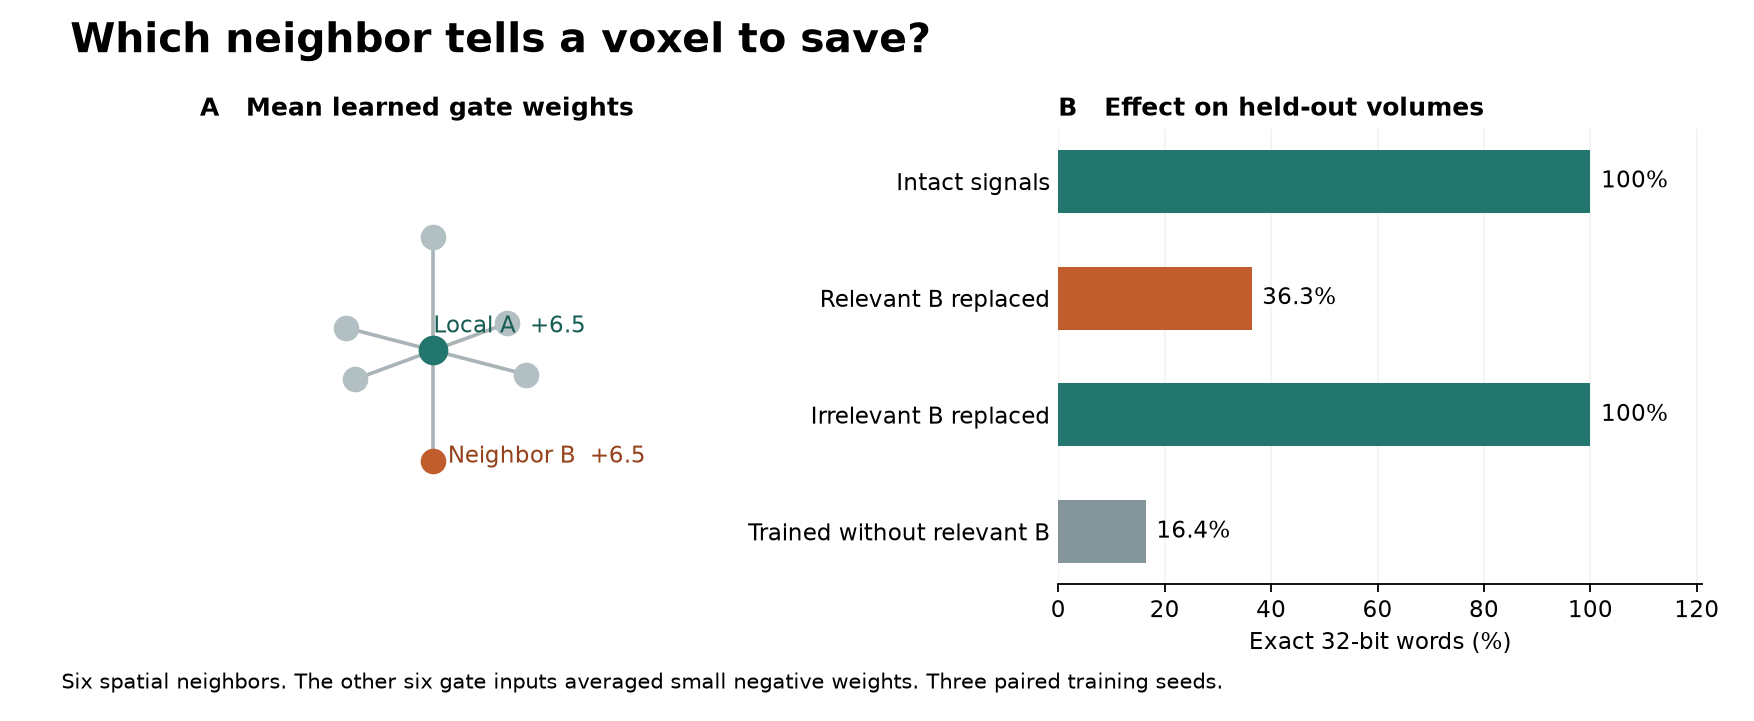 Which neighbor tells a voxel to save?
A Mean learned gate weights
Local A +6.5
Neighbor B +6.5
B Effect on held-out volumes
Intact signals 100%
Relevant B replaced 36.3%
Irrelevant B replaced 100%
Trained without relevant B 16.4%
0 20 40 60 80 100 120
Exact 32-bit words (%)
Six spatial neighbors. The other six gate inputs averaged small negative weights. Three paired training seeds.